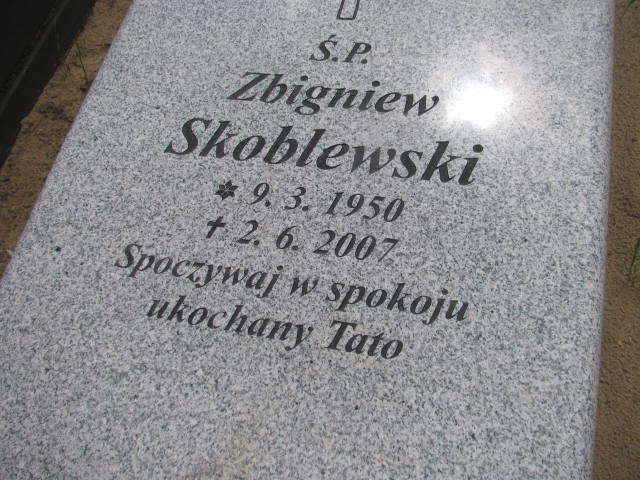 Ś.P.
Zbigniew
Skoblewski
✲ 9. 3. 1950
✝ 2. 6. 2007
Spoczywaj w spokoju
ukochany Tato